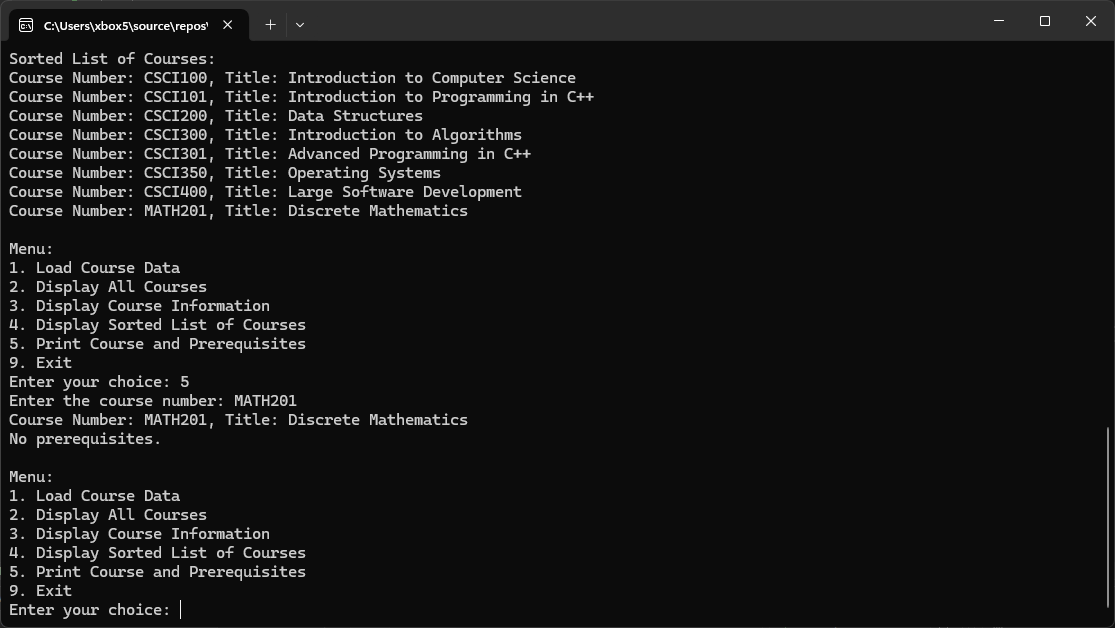 C:\Users\xbox5\source\repos\
Sorted List of Courses:
Course Number: CSCI100, Title: Introduction to Computer Science
Course Number: CSCI101, Title: Introduction to Programming in C++
Course Number: CSCI200, Title: Data Structures
Course Number: CSCI300, Title: Introduction to Algorithms
Course Number: CSCI301, Title: Advanced Programming in C++
Course Number: CSCI350, Title: Operating Systems
Course Number: CSCI400, Title: Large Software Development
Course Number: MATH201, Title: Discrete Mathematics

Menu:
1. Load Course Data
2. Display All Courses
3. Display Course Information
4. Display Sorted List of Courses
5. Print Course and Prerequisites
9. Exit
Enter your choice: 5
Enter the course number: MATH201
Course Number: MATH201, Title: Discrete Mathematics
No prerequisites.

Menu:
1. Load Course Data
2. Display All Courses
3. Display Course Information
4. Display Sorted List of Courses
5. Print Course and Prerequisites
9. Exit
Enter your choice: